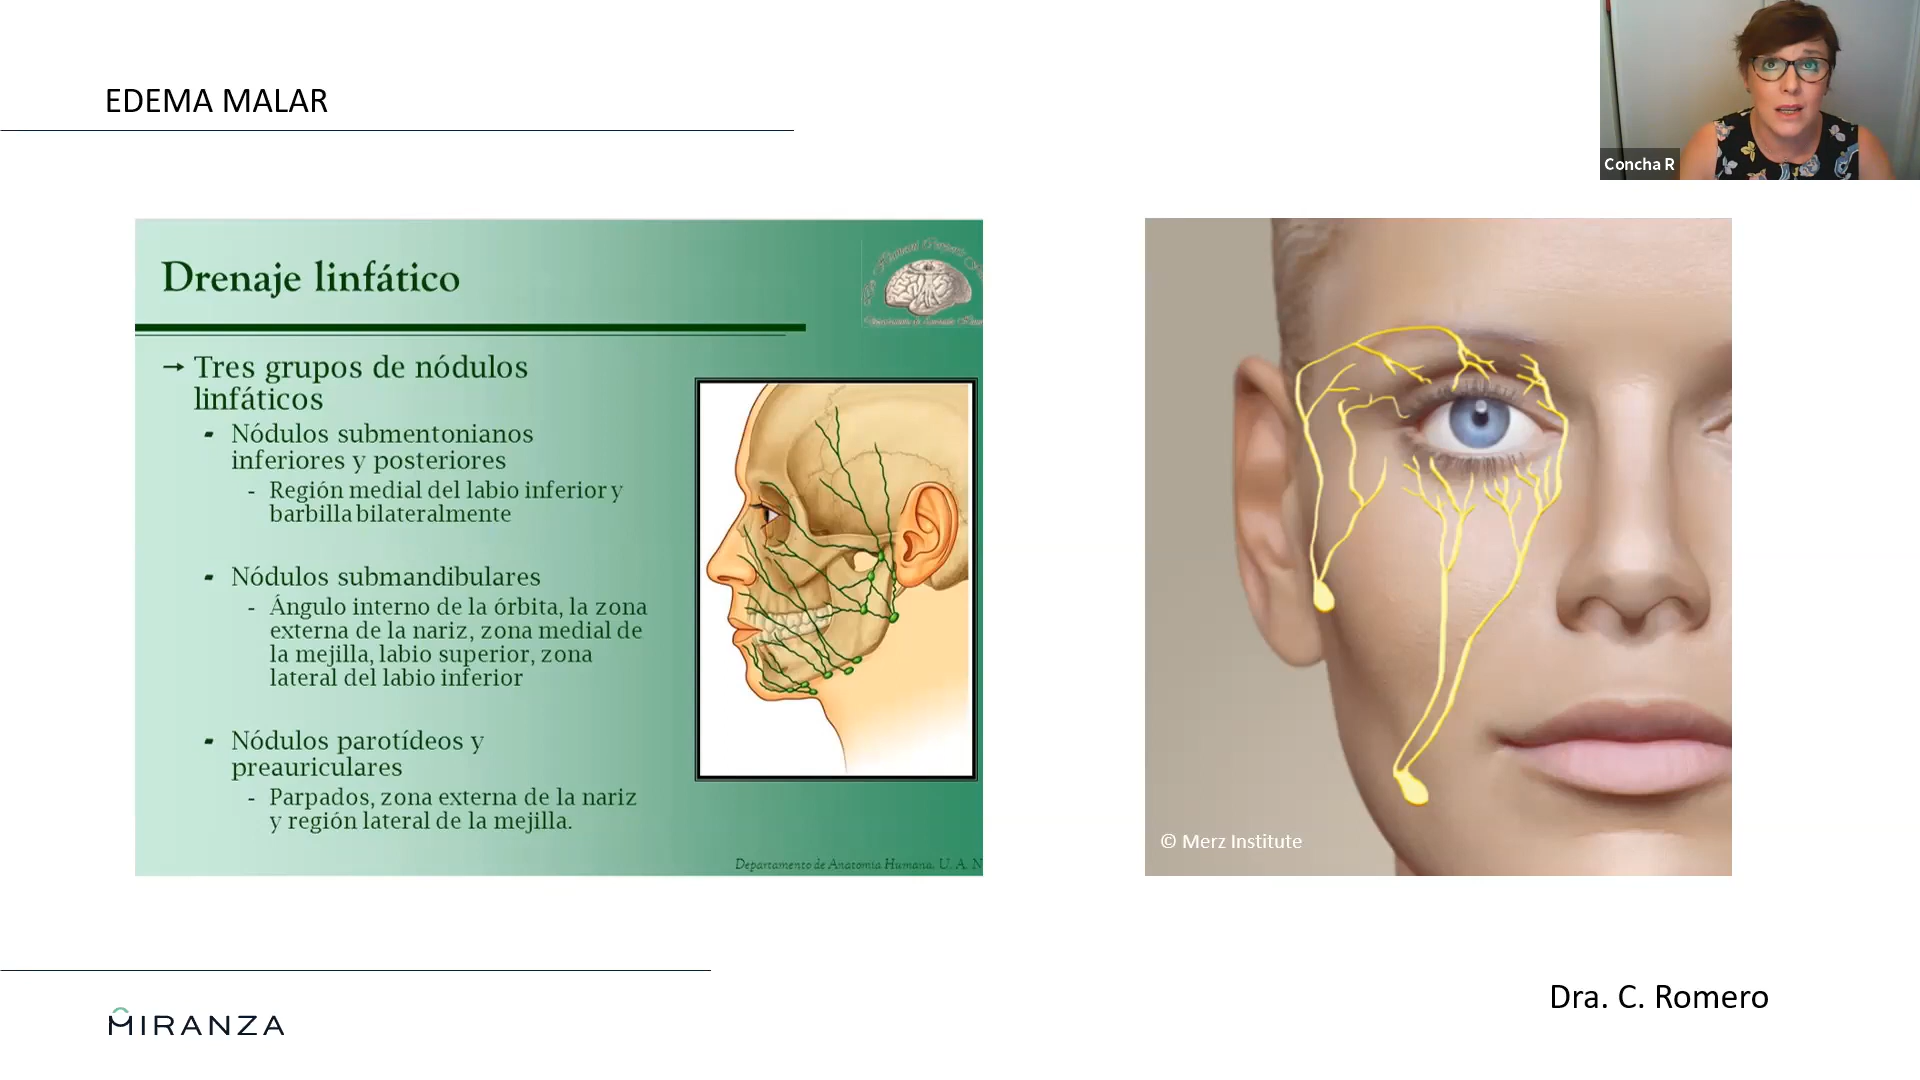 EDEMA MALAR
Concha R
Drenaje linfático
→ Tres grupos de nódulos
linfáticos
- Nódulos submentonianos
inferiores y posteriores
- Región medial del labio inferior y
barbilla bilateralmente
- Nódulos submandibulares
- Ángulo interno de la órbita, la zona
externa de la nariz, zona medial de
la mejilla, labio superior, zona
lateral del labio inferior
- Nódulos parotídeos y
preauriculares
- Parpados, zona externa de la nariz
y región lateral de la mejilla.
Departamento de Anatomía Humana, U. A. N
© Merz Institute
MIRANZA
Dra. C. Romero